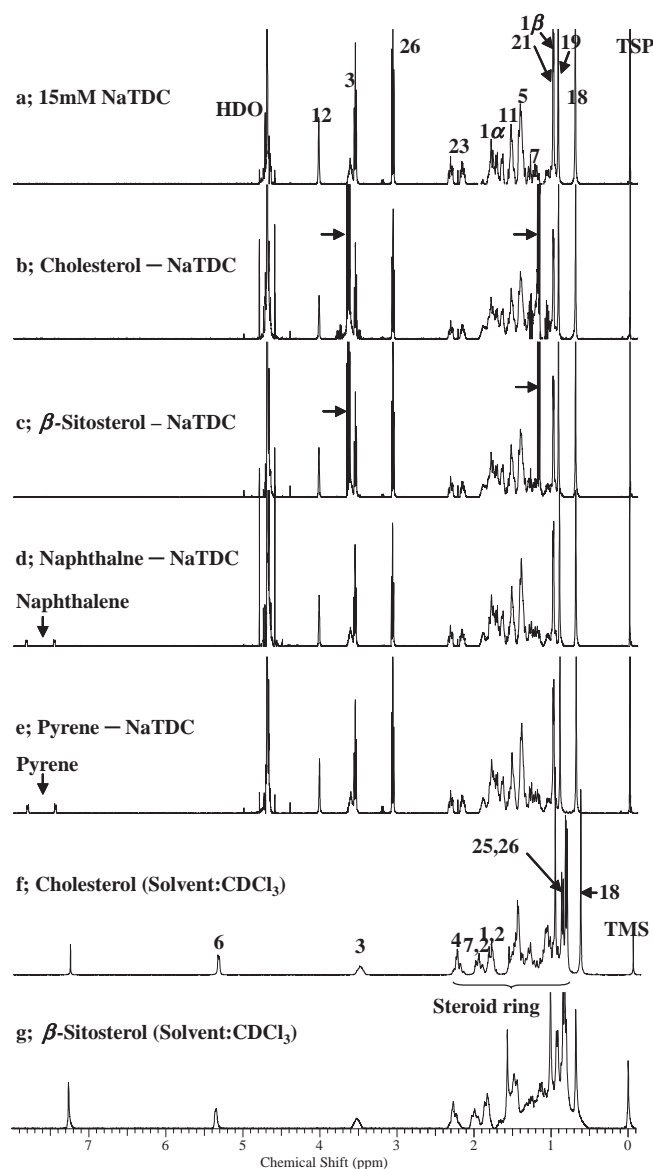 1β
26
21 19 TSP
a; 15mM NaTDC
3
5
18
HDO
12
11
1α
23
7
b; Cholesterol — NaTDC
c; β-Sitosterol – NaTDC
d; Naphthalne — NaTDC
Naphthalene
e; Pyrene — NaTDC
Pyrene
25,26
f; Cholesterol (Solvent:CDCl3)
18
TMS
6
3
4
7,2
1,2
Steroid ring
g; β-Sitosterol (Solvent:CDCl3)
7 6 5 4 3 2 1 0
Chemical Shift (ppm)